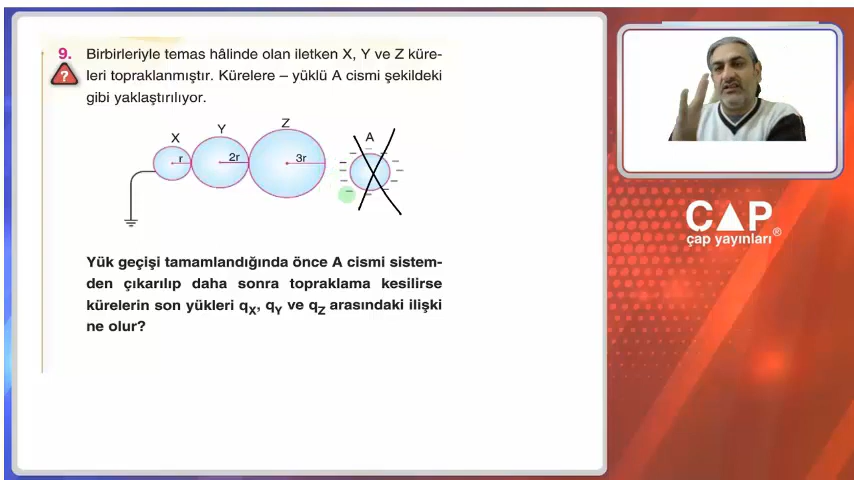 9. Birbirleriyle temas hâlinde olan iletken X, Y ve Z küre-
leri topraklanmıştır. Kürelere – yüklü A cismi şekildeki
gibi yaklaştırılıyor.
?
X
Y
Z
A
r
2r
3r
Yük geçişi tamamlandığında önce A cismi sistem-
den çıkarılıp daha sonra topraklama kesilirse
kürelerin son yükleri qX, qY ve qZ arasındaki ilişki
ne olur?
ÇAP
çap yayınları®